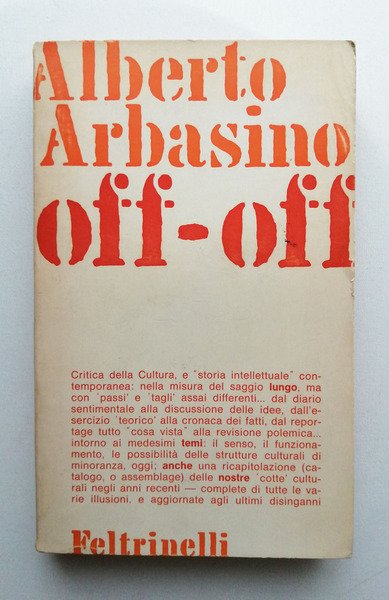 Alberto
Arbasino
off-off
Critica della Cultura, e "storia intellettuale" con-
temporanea: nella misura del saggio lungo, ma
con 'passi' e 'tagli' assai differenti... dal diario
sentimentale alla discussione delle idee, dall'e-
sercizio 'teorico' alla cronaca dei fatti, dal repor-
tage tutto "cosa vista" alla revisione polemica...
intorno ai medesimi temi: il senso, il funziona-
mento, le possibilità delle strutture culturali di
minoranza, oggi: anche una ricapitolazione (ca-
talogo, o assemblage) delle nostre 'cotte' cultu-
rali negli anni recenti — complete di tutte le va-
rie illusioni. e aggiornate agli ultimi disinganni
Feltrinelli